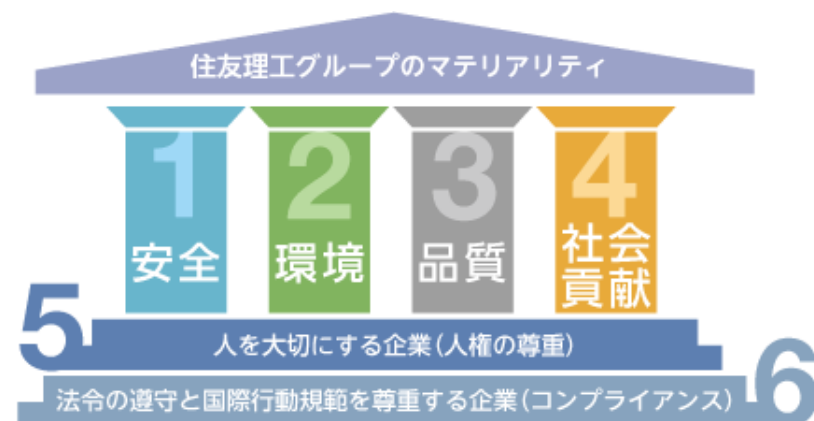 住友理工グループのマテリアリティ
1
安全
2
環境
3
品質
4
社会
貢献
5
人を大切にする企業(人権の尊重)
法令の遵守と国際行動規範を尊重する企業(コンプライアンス)
6